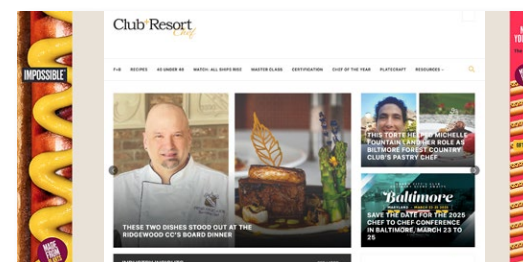 Club+Resort
Chef
F+B RECIPES 40 UNDER 40 WATCH: ALL SHIPS RISE MASTER CLASS CERTIFICATION CHEF OF THE YEAR PLATECRAFT RESOURCES
IMPOSSIBLE
THIS TORTE HELPED MICHELLE
FOUNTAIN LAND HER ROLE AS
BILTMORE FOREST COUNTRY
CLUB'S PASTRY CHEF
THESE TWO DISHES STOOD OUT AT THE
RIDGEWOOD CC'S BOARD DINNER
Baltimore
SAVE THE DATE FOR THE 2025
CHEF TO CHEF CONFERENCE
IN BALTIMORE, MARCH 23 TO
25
MADE
FROM